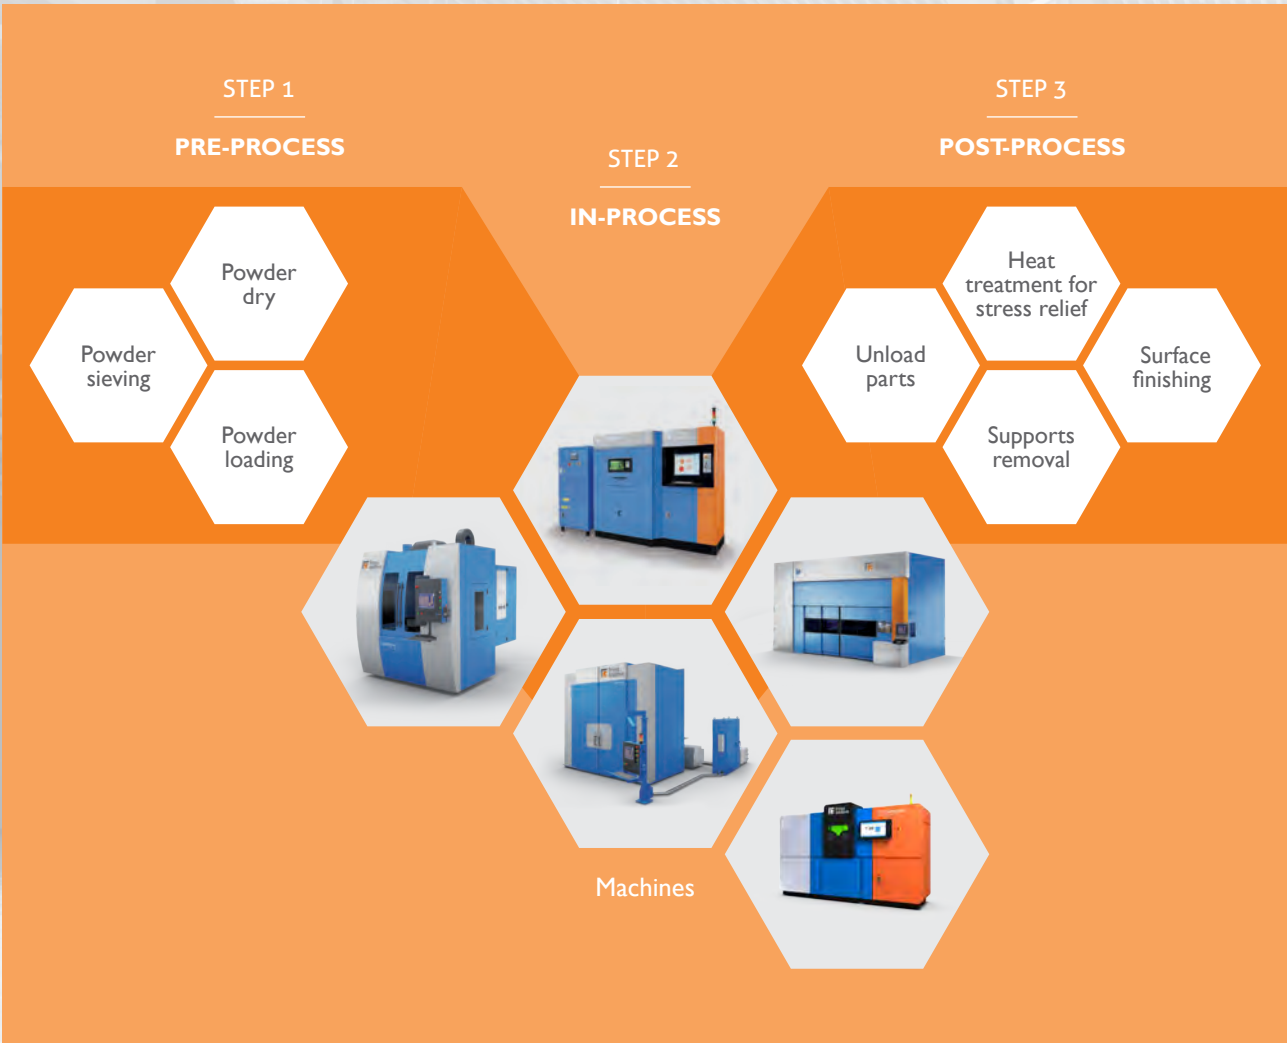 STEP 1
PRE-PROCESS
Powder
sieving
Powder
dry
Powder
loading
STEP 2
IN-PROCESS
Machines
STEP 3
POST-PROCESS
Unload
parts
Heat
treatment for
stress relief
Supports
removal
Surface
finishing